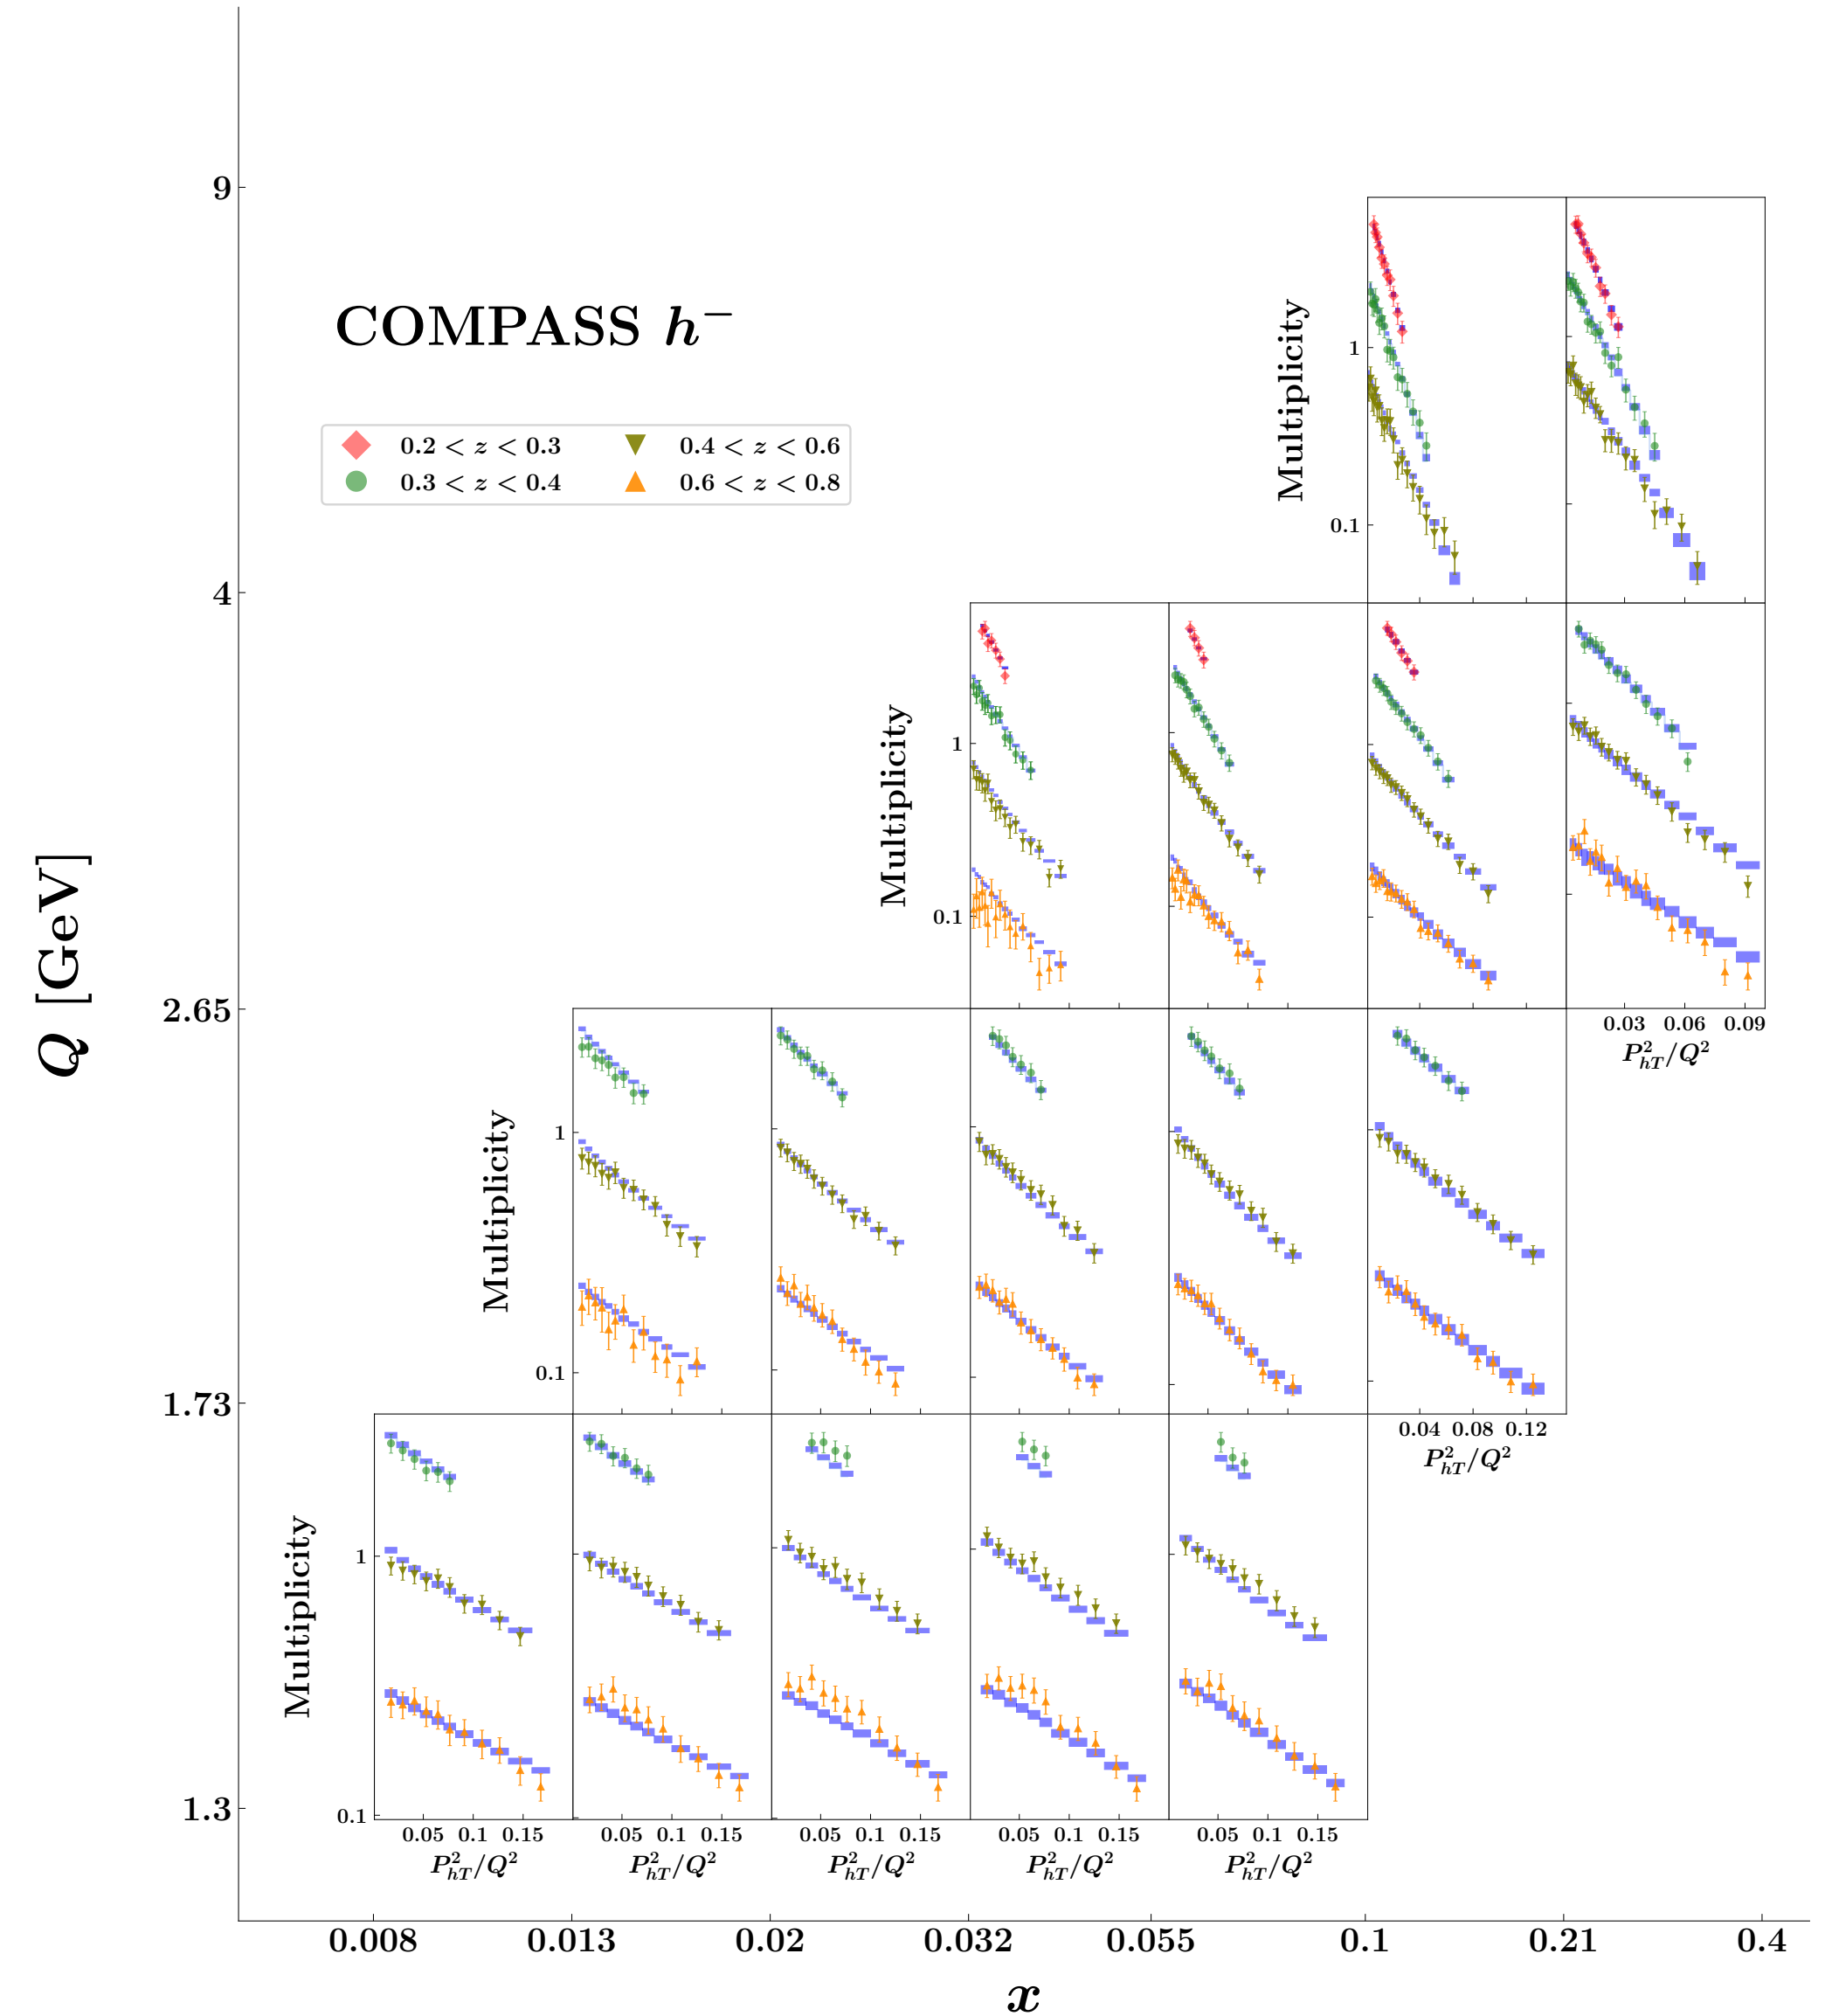 9
COMPASS h⁻
0.2 < z < 0.3
0.4 < z < 0.6
0.3 < z < 0.4
0.6 < z < 0.8
Multiplicity
1
0.1
4
Multiplicity
1
0.1
Q [GeV]
2.65
0.03 0.06 0.09
P²hT/Q²
Multiplicity
1
0.1
1.73
0.04 0.08 0.12
P²hT/Q²
Multiplicity
1
0.1
1.3
0.05 0.1 0.15
P²hT/Q²
0.05 0.1 0.15
P²hT/Q²
0.05 0.1 0.15
P²hT/Q²
0.05 0.1 0.15
P²hT/Q²
0.05 0.1 0.15
P²hT/Q²
0.008 0.013 0.02 0.032 0.055 0.1 0.21 0.4
x